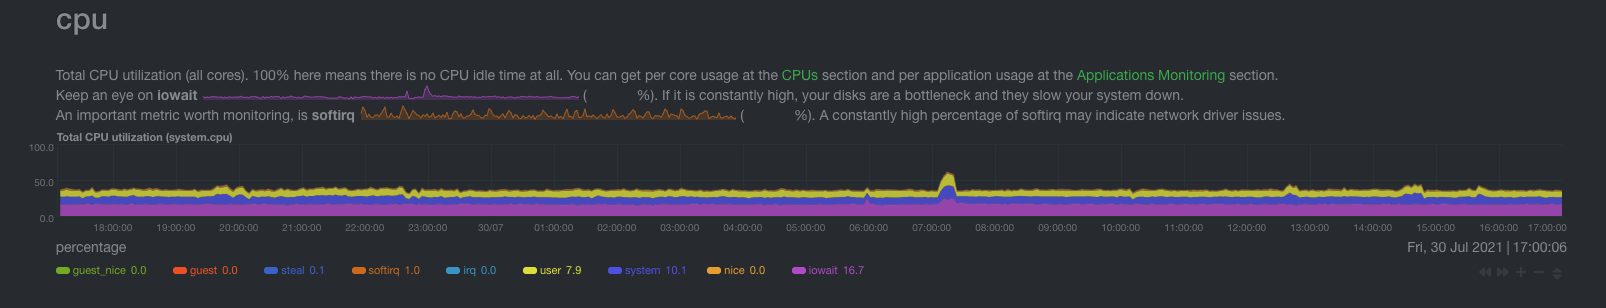 cpu
Total CPU utilization (all cores). 100% here means there is no CPU idle time at all. You can get per core usage at the CPUs section and per application usage at the Applications Monitoring section.
Keep an eye on iowait ( %). If it is constantly high, your disks are a bottleneck and they slow your system down.
An important metric worth monitoring, is softirq ( %). A constantly high percentage of softirq may indicate network driver issues.
Total CPU utilization (system.cpu)
100.0
50.0
0.0
18:00:00 19:00:00 20:00:00 21:00:00 22:00:00 23:00:00 30/07 01:00:00 02:00:00 03:00:00 04:00:00 05:00:00 06:00:00 07:00:00 08:00:00 09:00:00 10:00:00 11:00:00 12:00:00 13:00:00 14:00:00 15:00:00 16:00:00 17:00:00
percentage Fri, 30 Jul 2021 | 17:00:06
guest_nice 0.0 guest 0.0 steal 0.1 softirq 1.0 irq 0.0 user 7.9 system 10.1 nice 0.0 iowait 16.7